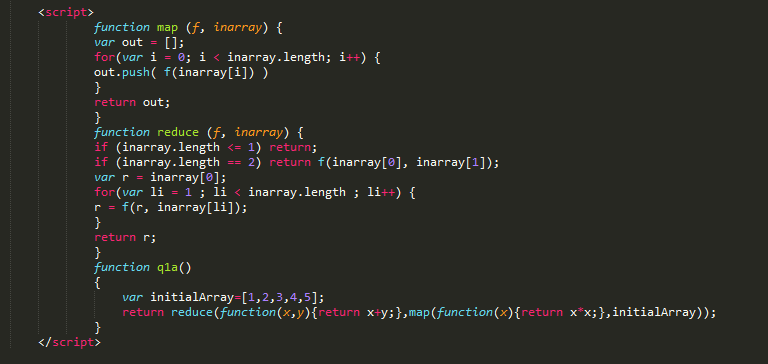 <script>
function map (f, inarray) {
var out = [];
for(var i = 0; i < inarray.length; i++) {
out.push( f(inarray[i]) )
}
return out;
}
function reduce (f, inarray) {
if (inarray.length <= 1) return;
if (inarray.length == 2) return f(inarray[0], inarray[1]);
var r = inarray[0];
for(var li = 1 ; li < inarray.length ; li++) {
r = f(r, inarray[li]);
}
return r;
}
function q1a()
{
var initialArray=[1,2,3,4,5];
return reduce(function(x,y){return x+y;},map(function(x){return x*x;},initialArray));
}
</script>